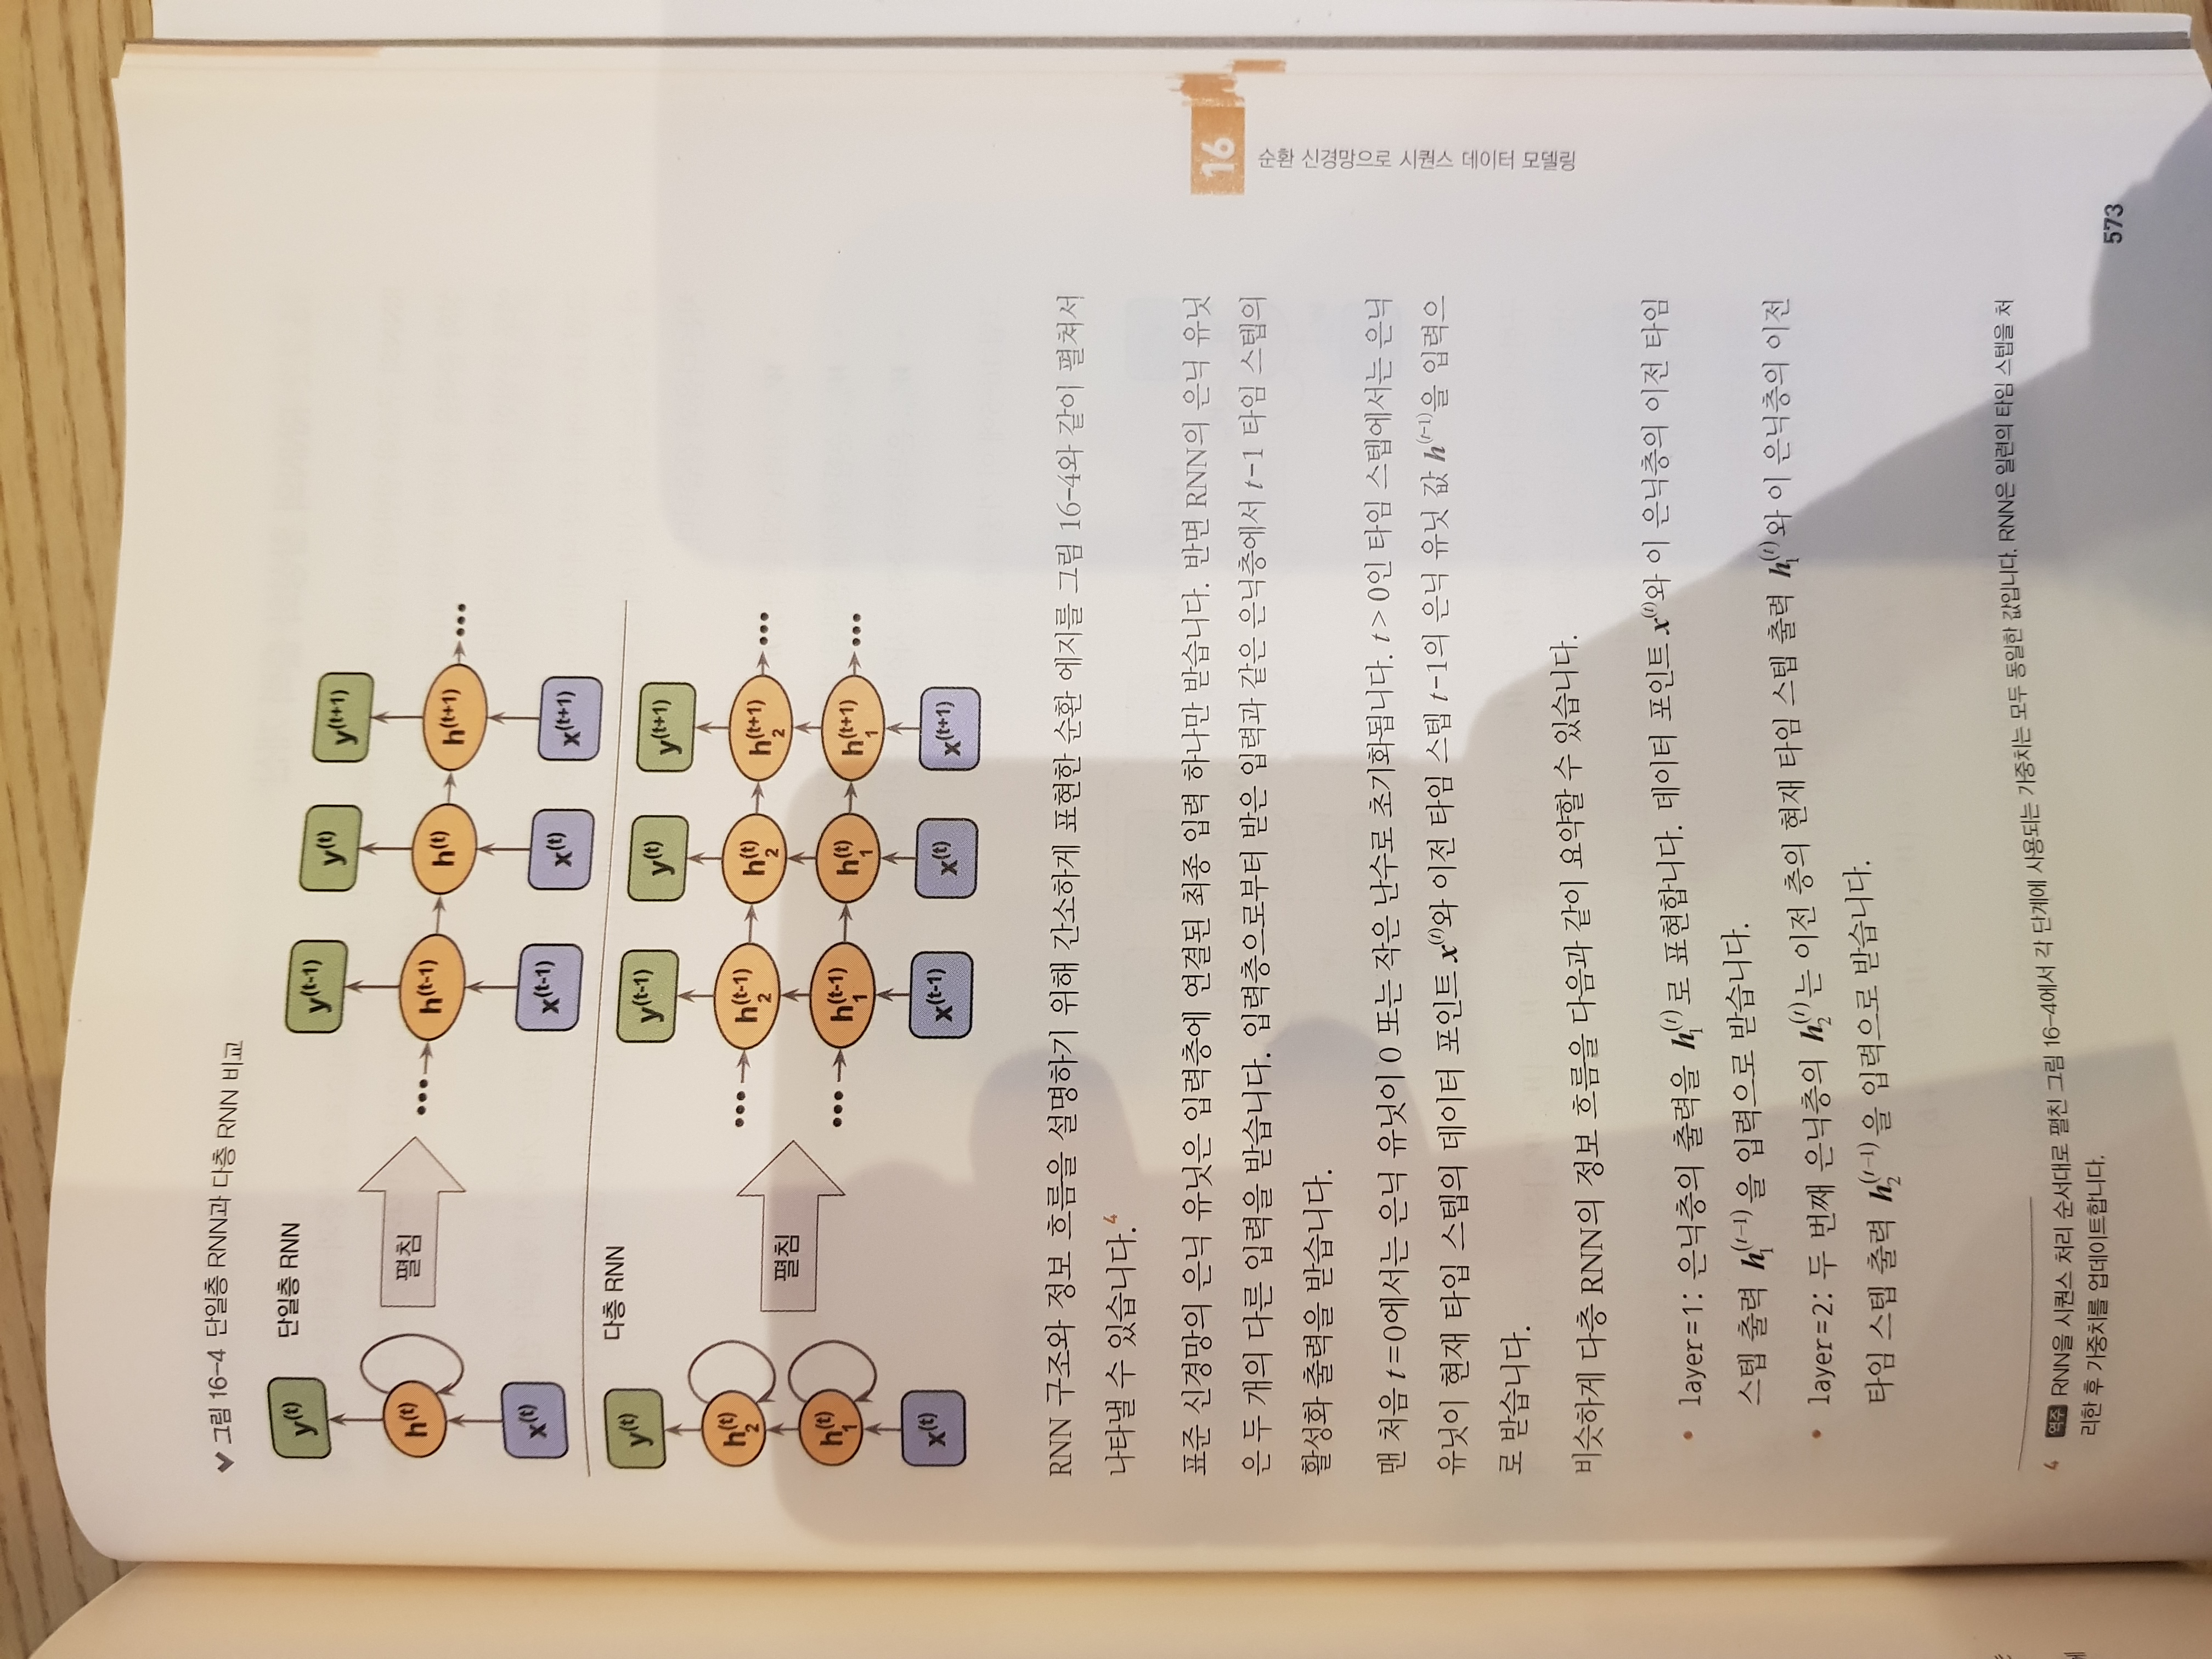 그림 16-4 단일층 RNN과 다층 RNN 비교
단일층 RNN
y(t)
h(t)
x(t)
펼침
y(t-1) y(t) y(t+1)
... h(t-1) h(t) h(t+1) ...
x(t-1) x(t) x(t+1)
다층 RNN
y(t)
h2(t)
h1(t)
x(t)
펼침
y(t-1) y(t) y(t+1)
... h2(t-1) h2(t) h2(t+1) ...
... h1(t-1) h1(t) h1(t+1) ...
x(t-1) x(t) x(t+1)
RNN 구조와 정보 흐름을 설명하기 위해 간소하게 표현한 순환 에지를 그림 16-4와 같이 펼쳐서
나타낼 수 있습니다.4
표준 신경망의 은닉 유닛은 입력층에 연결된 최종 입력 하나만 받습니다. 반면 RNN의 은닉 유닛
은 두 개의 다른 입력을 받습니다. 입력층으로부터 받은 입력과 같은 은닉층에서 t-1 타임 스텝의
활성화 출력을 받습니다.
맨 처음 t=0에서는 은닉 유닛이 0 또는 작은 난수로 초기화됩니다. t > 0인 타임 스텝에서는 은닉
유닛이 현재 타입 스텝의 데이터 포인트 x(t)와 이전 타임 스텝 t-1의 은닉 유닛 값 h(t-1)을 입력으
로 받습니다.
비슷하게 다층 RNN의 정보 흐름을 다음과 같이 요약할 수 있습니다.
• layer=1: 은닉층의 출력을 h1(t)로 표현합니다. 데이터 포인트 x(t)와 이 은닉층의 이전 타임
스텝 출력 h1(t-1)을 입력으로 받습니다.
• layer=2: 두 번째 은닉층의 h2(t)는 이전 층의 현재 타임 스텝 출력 h1(t)와 이 은닉층의 이전
타임 스텝 출력 h2(t-1)을 입력으로 받습니다.
4 역주 RNN을 시퀀스 처리 순서대로 펼친 그림 16-4에서 각 단계에 사용되는 가중치는 모두 동일한 값입니다. RNN은 일련의 타임 스텝을 처
리한 후 가중치를 업데이트합니다.
16
순환 신경망으로 시퀀스 데이터 모델링
573